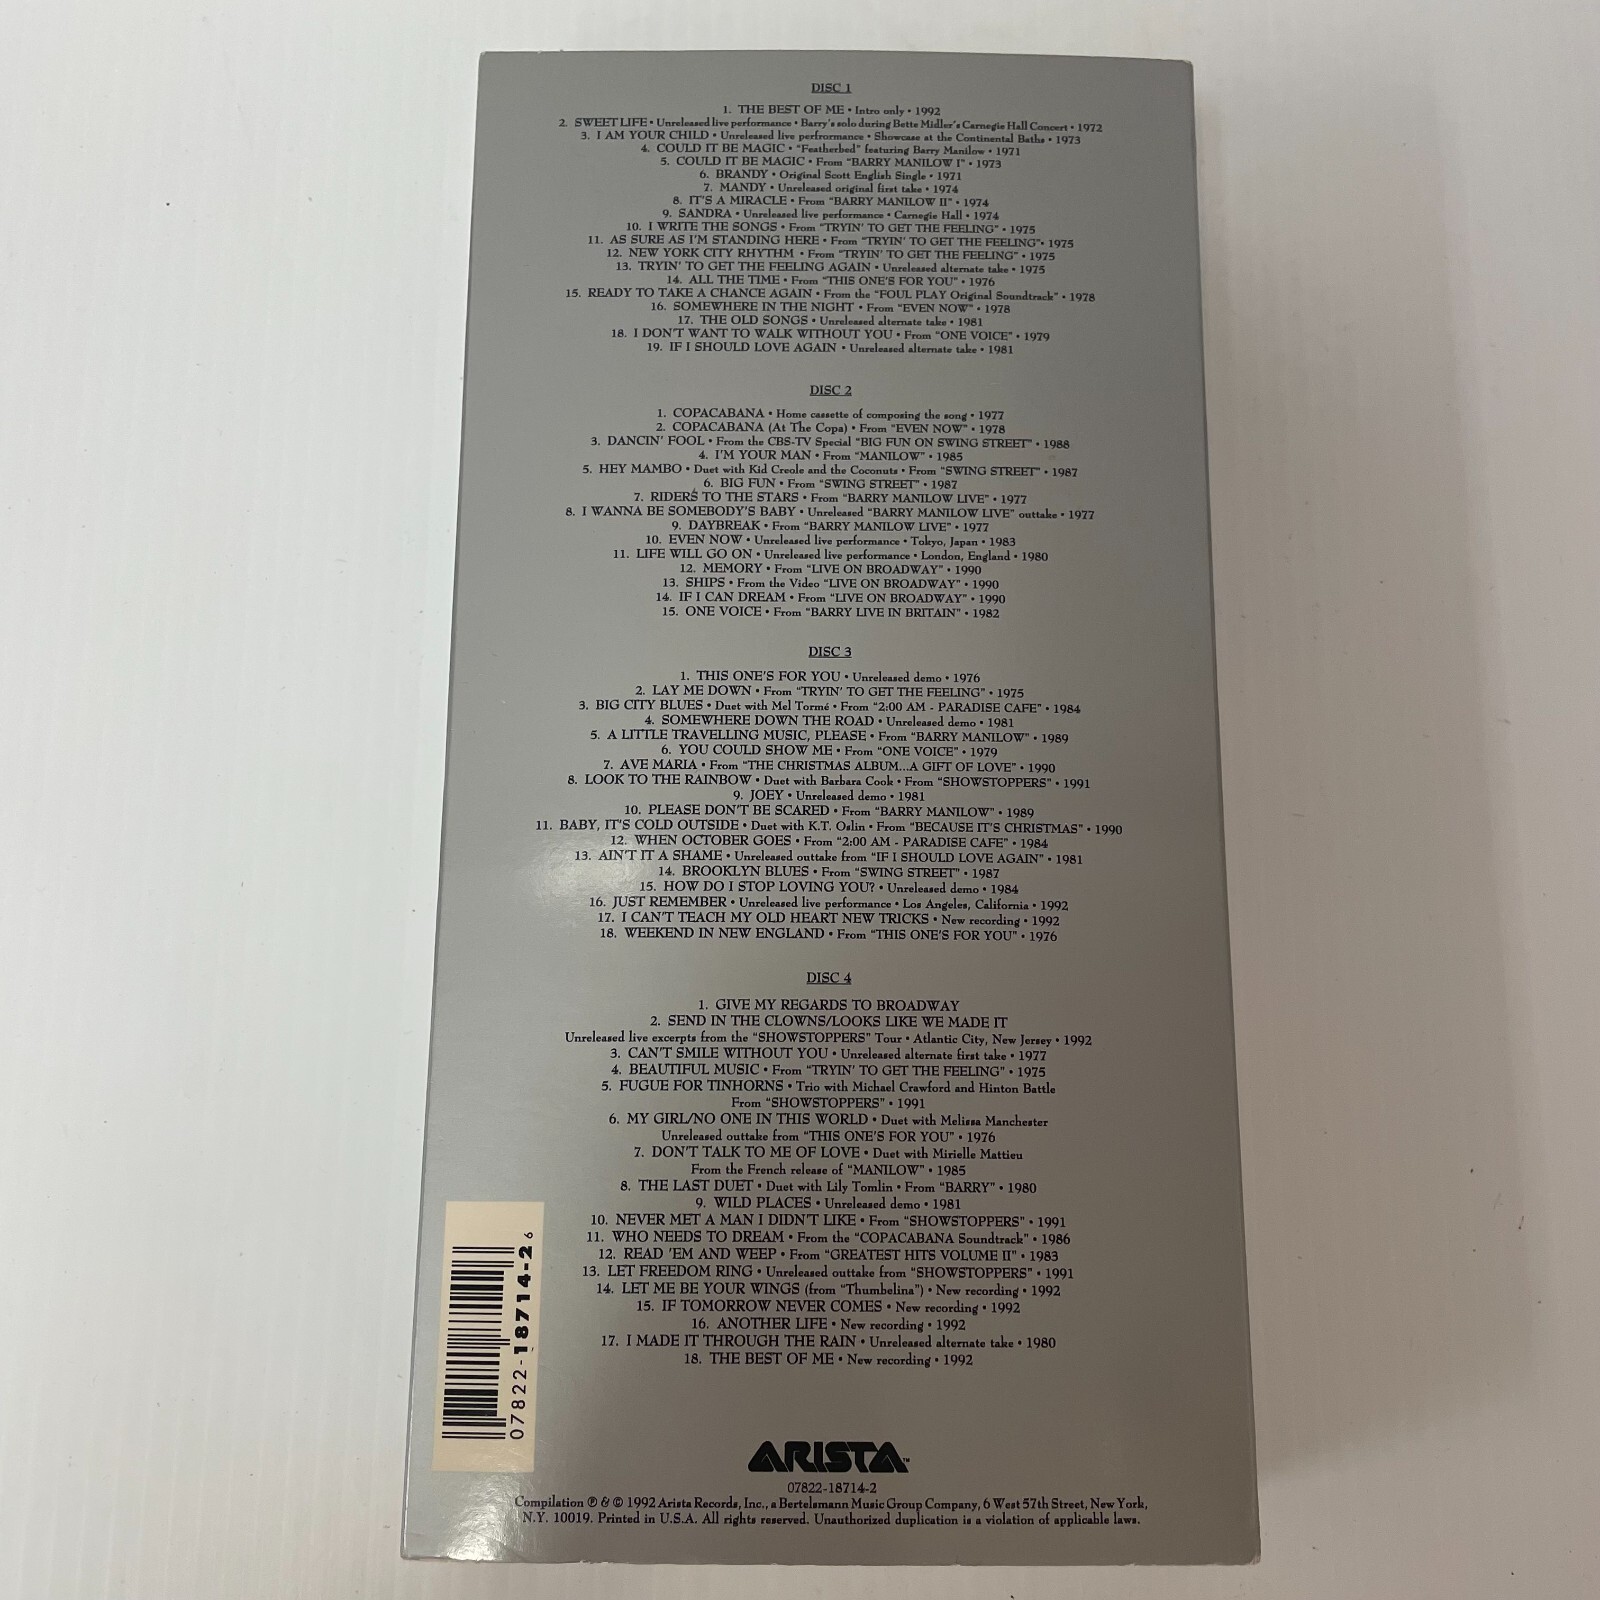 DISC 1
1. THE BEST OF ME • Intro only • 1992
2. SWEET LIFE • Unreleased live performance • Barry's solo during Bette Midler's Carnegie Hall Concert • 1972
3. I AM YOUR CHILD • Unreleased live perfrormance • Showcase at the Continental Baths • 1973
4. COULD IT BE MAGIC • "Featherbed" featuring Barry Manilow • 1971
5. COULD IT BE MAGIC • From "BARRY MANILOW I" • 1973
6. BRANDY • Original Scott English Single • 1971
7. MANDY • Unreleased original first take • 1974
8. IT'S A MIRACLE • From "BARRY MANILOW II" • 1974
9. SANDRA • Unreleased live performance • Carnegie Hall • 1974
10. I WRITE THE SONGS • From "TRYIN' TO GET THE FEELING" • 1975
11. AS SURE AS I'M STANDING HERE • From "TRYIN' TO GET THE FEELING" • 1975
12. NEW YORK CITY RHYTHM • From "TRYIN' TO GET THE FEELING" • 1975
13. TRYIN' TO GET THE FEELING AGAIN • Unreleased alternate take • 1975
14. ALL THE TIME • From "THIS ONE'S FOR YOU" • 1976
15. READY TO TAKE A CHANCE AGAIN • From the "FOUL PLAY Original Soundtrack" • 1978
16. SOMEWHERE IN THE NIGHT • From "EVEN NOW" • 1978
17. THE OLD SONGS • Unreleased alternate take • 1981
18. I DON'T WANT TO WALK WITHOUT YOU • From "ONE VOICE" • 1979
19. IF I SHOULD LOVE AGAIN • Unreleased alternate take • 1981
DISC 2
1. COPACABANA • Home cassette of composing the song • 1977
2. COPACABANA (At The Copa) • From "EVEN NOW" • 1978
3. DANCIN' FOOL • From the CBS-TV Special "BIG FUN ON SWING STREET" • 1988
4. I'M YOUR MAN • From "MANILOW" • 1985
5. HEY MAMBO • Duet with Kid Creole and the Coconuts • From "SWING STREET" • 1987
6. BIG FUN • From "SWING STREET" • 1987
7. RIDERS TO THE STARS • From "BARRY MANILOW LIVE" • 1977
8. I WANNA BE SOMEBODY'S BABY • Unreleased "BARRY MANILOW LIVE" outtake • 1977
9. DAYBREAK • From "BARRY MANILOW LIVE" • 1977
10. EVEN NOW • Unreleased live performance • Tokyo, Japan • 1983
11. LIFE WILL GO ON • Unreleased live performance • London, England • 1980
12. MEMORY • From "LIVE ON BROADWAY" • 1990
13. SHIPS • From the Video "LIVE ON BROADWAY" • 1990
14. IF I CAN DREAM • From "LIVE ON BROADWAY" • 1990
15. ONE VOICE • From "BARRY LIVE IN BRITAIN" • 1982
DISC 3
1. THIS ONE'S FOR YOU • Unreleased demo • 1976
2. LAY ME DOWN • From "TRYIN' TO GET THE FEELING" • 1975
3. BIG CITY BLUES • Duet with Mel Tormé • From "2:00 AM - PARADISE CAFE" • 1984
4. SOMEWHERE DOWN THE ROAD • Unreleased demo • 1981
5. A LITTLE TRAVELLING MUSIC, PLEASE • From "BARRY MANILOW" • 1989
6. YOU COULD SHOW ME • From "ONE VOICE" • 1979
7. AVE MARIA • From "THE CHRISTMAS ALBUM...A GIFT OF LOVE" • 1990
8. LOOK TO THE RAINBOW • Duet with Barbara Cook • From "SHOWSTOPPERS" • 1991
9. JOEY • Unreleased demo • 1981
10. PLEASE DON'T BE SCARED • From "BARRY MANILOW" • 1989
11. BABY, IT'S COLD OUTSIDE • Duet with K.T. Oslin • From "BECAUSE IT'S CHRISTMAS" • 1990
12. WHEN OCTOBER GOES • From "2:00 AM - PARADISE CAFE" • 1984
13. AIN'T IT A SHAME • Unreleased outtake from "IF I SHOULD LOVE AGAIN" • 1981
14. BROOKLYN BLUES • From "SWING STREET" • 1987
15. HOW DO I STOP LOVING YOU? • Unreleased demo • 1984
16. JUST REMEMBER • Unreleased live performance • Los Angeles, California • 1992
17. I CAN'T TEACH MY OLD HEART NEW TRICKS • New recording • 1992
18. WEEKEND IN NEW ENGLAND • From "THIS ONE'S FOR YOU" • 1976
DISC 4
1. GIVE MY REGARDS TO BROADWAY
2. SEND IN THE CLOWNS/LOOKS LIKE WE MADE IT
Unreleased live excerpts from the "SHOWSTOPPERS" Tour • Atlantic City, New Jersey • 1992
3. CAN'T SMILE WITHOUT YOU • Unreleased alternate first take • 1977
4. BEAUTIFUL MUSIC • From "TRYIN' TO GET THE FEELING" • 1975
5. FUGUE FOR TINHORNS • Trio with Michael Crawford and Hinton Battle
From "SHOWSTOPPERS" • 1991
6. MY GIRL/NO ONE IN THIS WORLD • Duet with Melissa Manchester
Unreleased outtake from "THIS ONE'S FOR YOU" • 1976
7. DON'T TALK TO ME OF LOVE • Duet with Mirielle Mattieu
From the French release of "MANILOW" • 1985
8. THE LAST DUET • Duet with Lily Tomlin • From "BARRY" • 1980
9. WILD PLACES • Unreleased demo • 1981
10. NEVER MET A MAN I DIDN'T LIKE • From "SHOWSTOPPERS" • 1991
11. WHO NEEDS TO DREAM • From the "COPACABANA Soundtrack" • 1986
12. READ 'EM AND WEEP • From "GREATEST HITS VOLUME II" • 1983
13. LET FREEDOM RING • Unreleased outtake from "SHOWSTOPPERS" • 1991
14. LET ME BE YOUR WINGS (from "Thumbelina") • New recording • 1992
15. IF TOMORROW NEVER COMES • New recording • 1992
16. ANOTHER LIFE • New recording • 1992
17. I MADE IT THROUGH THE RAIN • Unreleased alternate take • 1980
18. THE BEST OF ME • New recording • 1992
07822-18714-2 6
ARISTA™
07822-18714-2
Compilation ℗ & © 1992 Arista Records, Inc., a Bertelsmann Music Group Company, 6 West 57th Street, New York,
N.Y. 10019. Printed in U.S.A. All rights reserved. Unauthorized duplication is a violation of applicable laws.